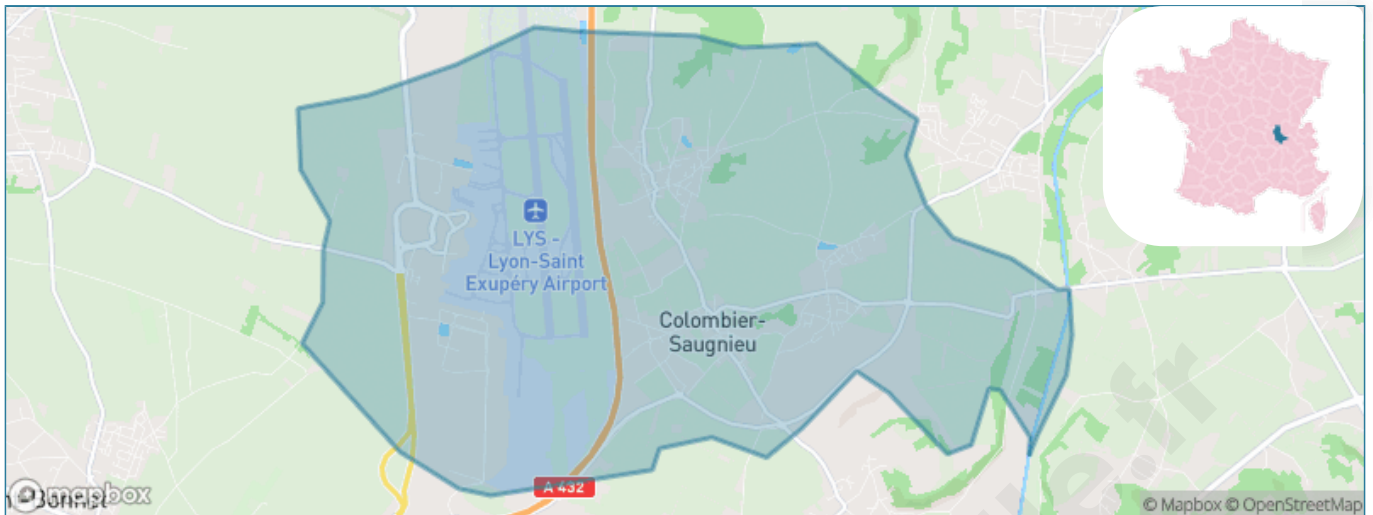 LYS -
Lyon-Saint
Exupéry Airport
Colombier-
Saugnieu
A 432
mapbox
© Mapbox © OpenStreetMap